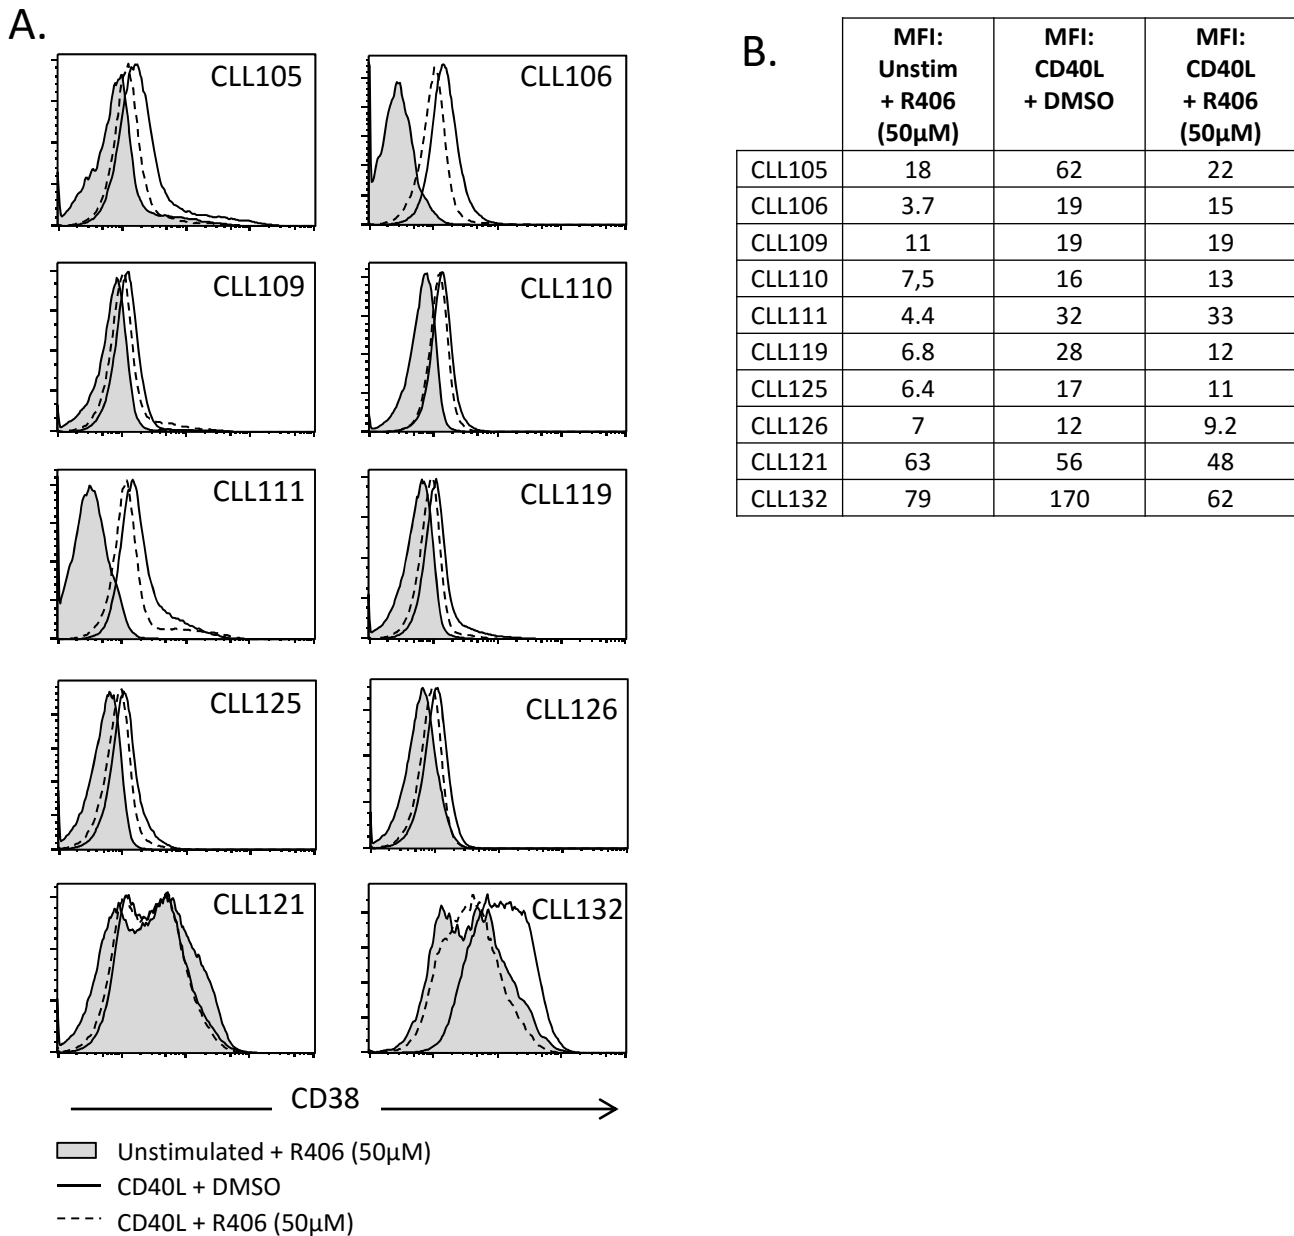 A.
CLL105
CLL106
CLL109
CLL110
CLL111
CLL119
CLL125
CLL126
CLL121
CLL132
CD38
Unstimulated + R406 (50µM)
CD40L + DMSO
CD40L + R406 (50µM)
B.
MFI: Unstim + R406 (50µM) MFI: CD40L + DMSO MFI: CD40L + R406 (50µM)
CLL105 18 62 22
CLL106 3.7 19 15
CLL109 11 19 19
CLL110 7,5 16 13
CLL111 4.4 32 33
CLL119 6.8 28 12
CLL125 6.4 17 11
CLL126 7 12 9.2
CLL121 63 56 48
CLL132 79 170 62